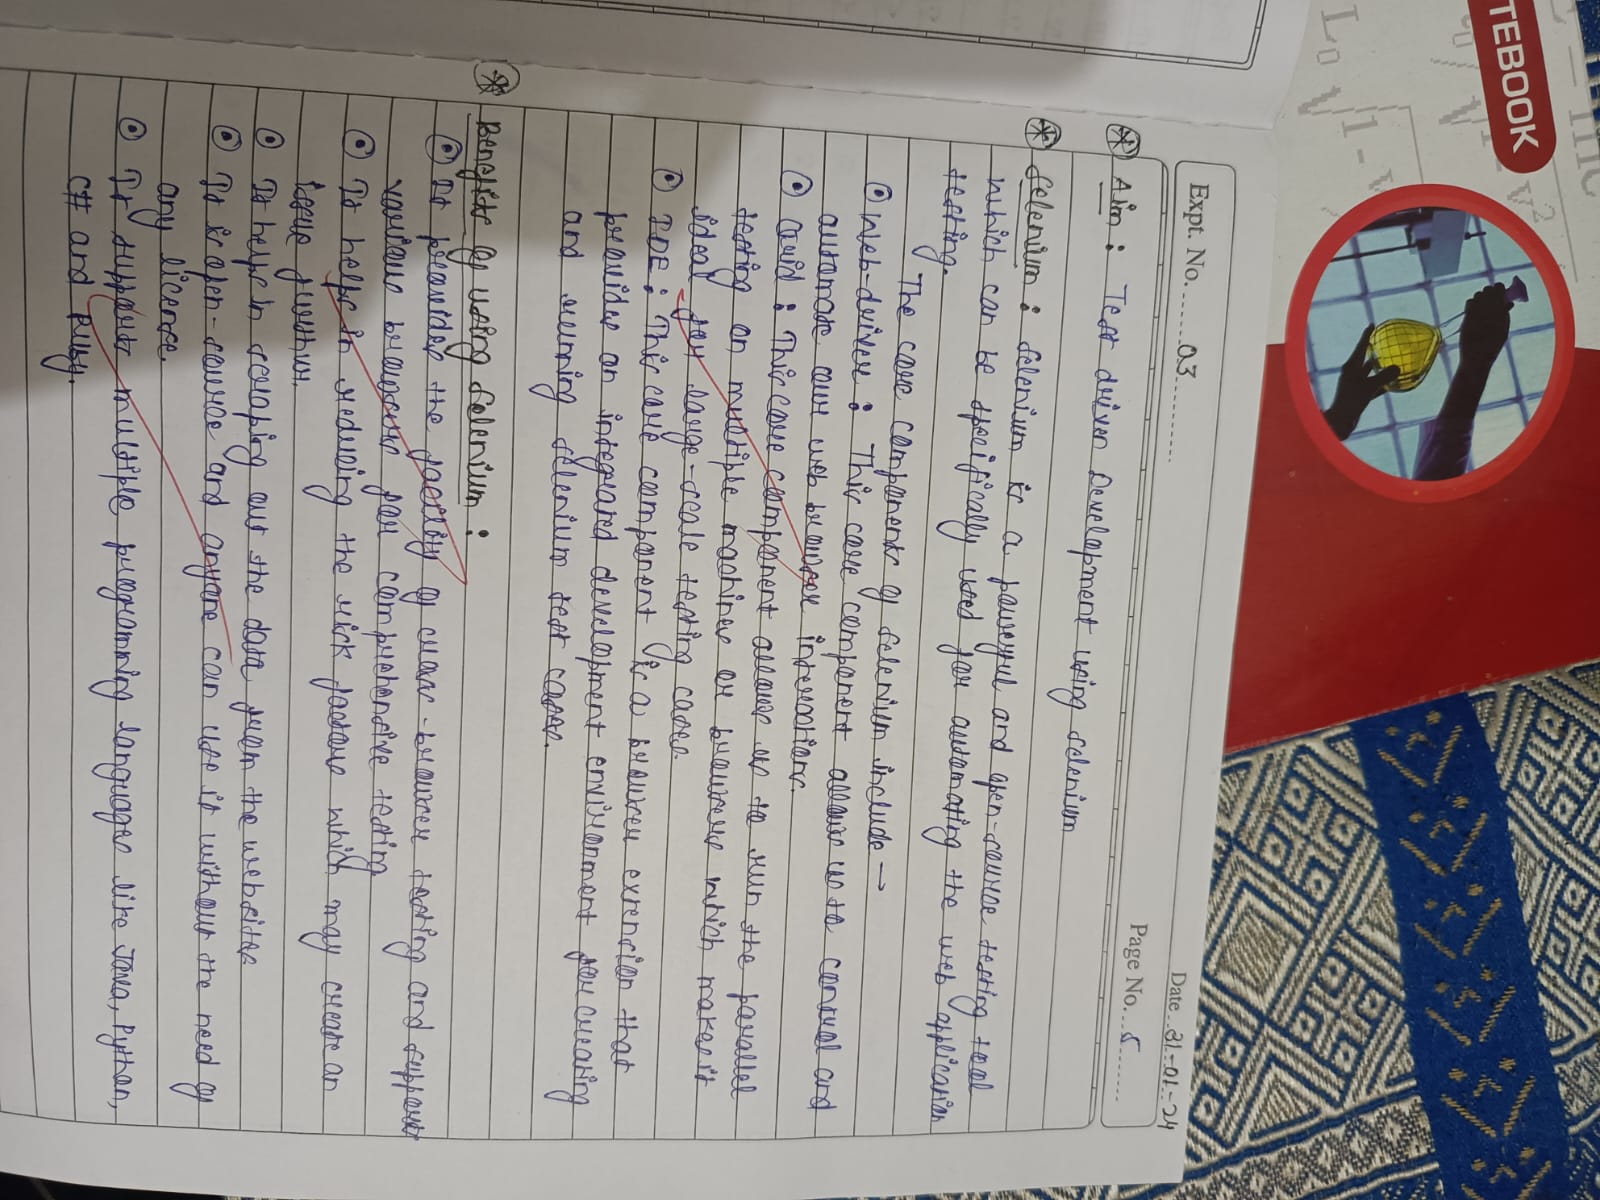 TEBOOK
Expt. No. 03
Date 31-01-24
Page No. 5
Aim : Test driven Development using selenium
Selenium : Selenium is a powerful and open-source testing tool
which can be specifically used for automating the web application
testing.
The core components of selenium include →
Web-driver : This core component allows us to control and
automate our web browser interactions.
Grid : This core component allows us to run the parallel
testing on multiple machines or browsers which makes it
ideal for large-scale testing cases.
IDE : This core component is a browser extension that
provides an integrated development environment for creating
and running selenium test cases.
Benefits of using Selenium :
It provides the facility of cross-browser testing and support
various browsers for comprehensive testing
It helps in reducing the risk factors which may create an
issue further.
It helps in scraping out the data from the websites
It is open-source and anyone can use it without the need of
any licence.
It support multiple programming languages like Java, Python,
C# and Ruby.